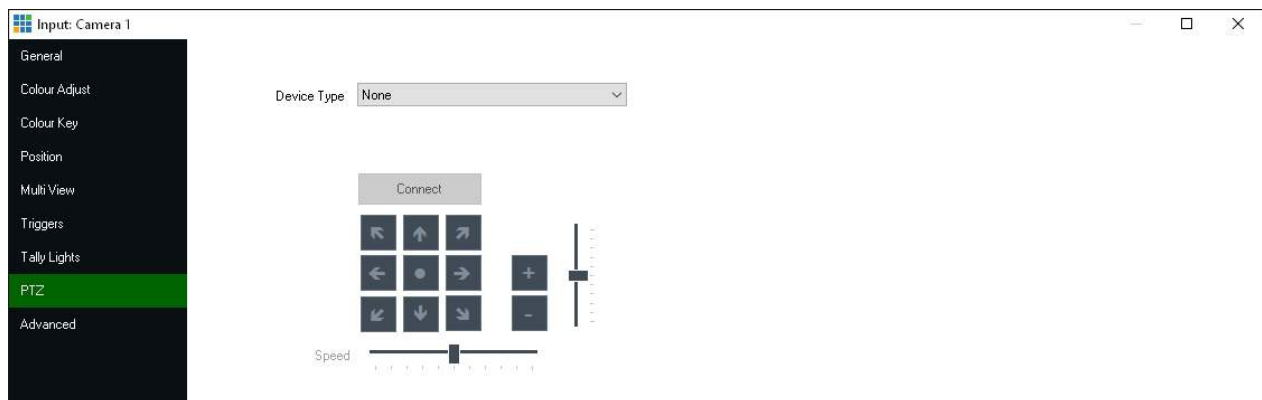 Input: Camera 1
General
Colour Adjust
Colour Key
Position
Multi View
Triggers
Tally Lights
PTZ
Advanced
Device Type None
Connect
+
-
Speed